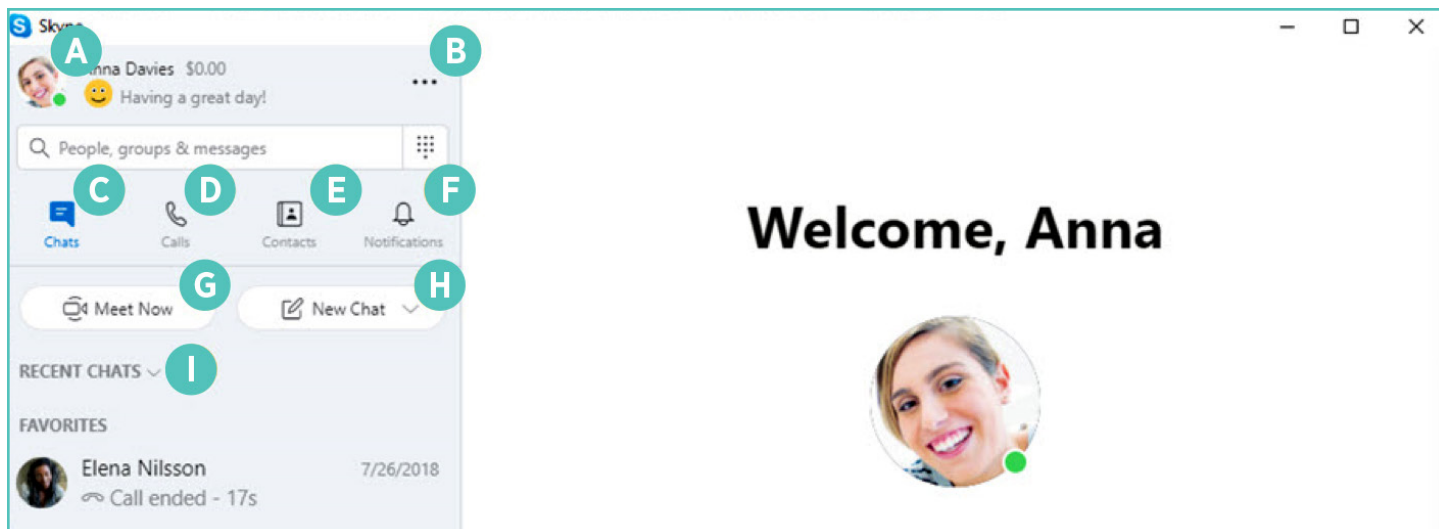 Skype
A
B
Anna Davies $0.00
Having a great day!
People, groups & messages
C
D
E
F
Chats
Calls
Contacts
Notifications
G
H
Meet Now
New Chat
RECENT CHATS
I
FAVORITES
Elena Nilsson 7/26/2018
Call ended - 17s
Welcome, Anna